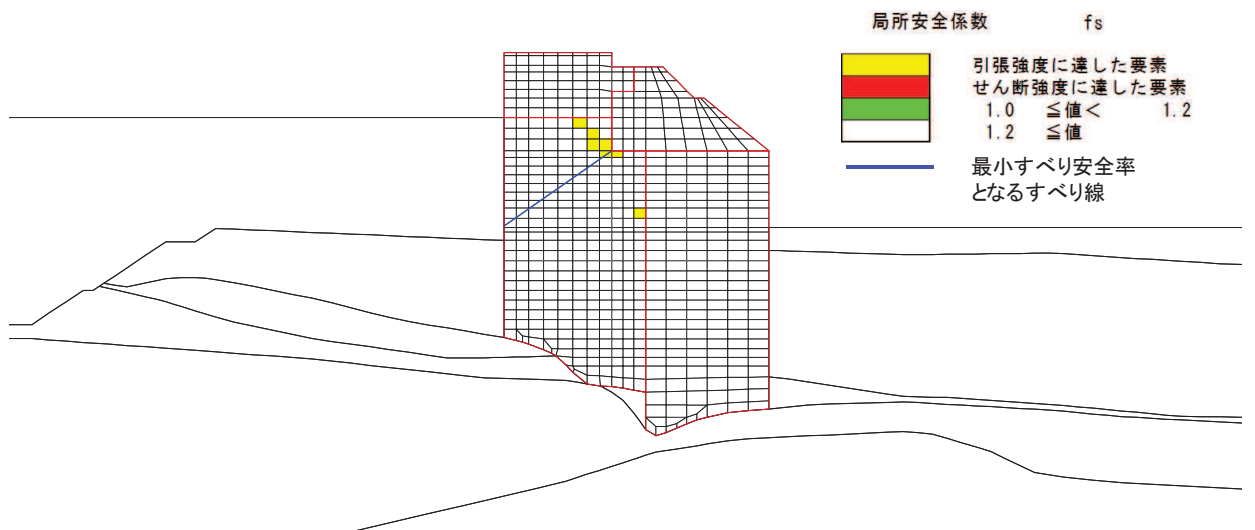 局所安全係数 fs
引張強度に達した要素
せん断強度に達した要素
1.0 ≦値< 1.2
1.2 ≦値
最小すべり安全率
となるすべり線